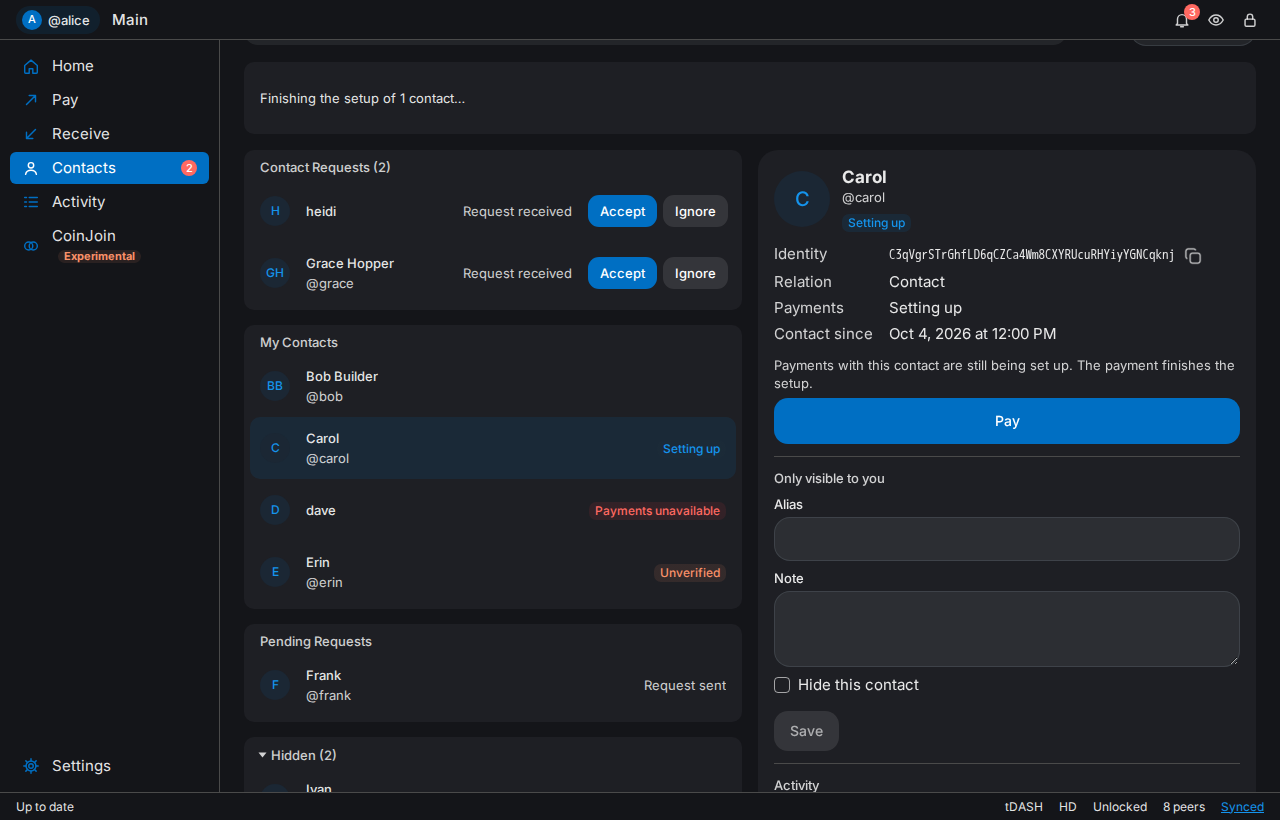 A @alice Main
3
Home
Pay
Receive
Contacts 2
Activity
CoinJoin
Experimental
Settings
Finishing the setup of 1 contact...
Contact Requests (2)
H heidi Request received Accept Ignore
GH Grace Hopper
@grace
Request received Accept Ignore
My Contacts
BB Bob Builder
@bob
C Carol
@carol
Setting up
D dave Payments unavailable
E Erin
@erin
Unverified
Pending Requests
F Frank
@frank
Request sent
Hidden (2)
Ivan
C Carol
@carol
Setting up
Identity C3qVgrSTrGhfLD6qCZCa4Wm8CXYRUcuRHYiyYGNCqknj
Relation Contact
Payments Setting up
Contact since Oct 4, 2026 at 12:00 PM
Payments with this contact are still being set up. The payment finishes the
setup.
Pay
Only visible to you
Alias
Note
Hide this contact
Save
Activity
Up to date tDASH HD Unlocked 8 peers Synced